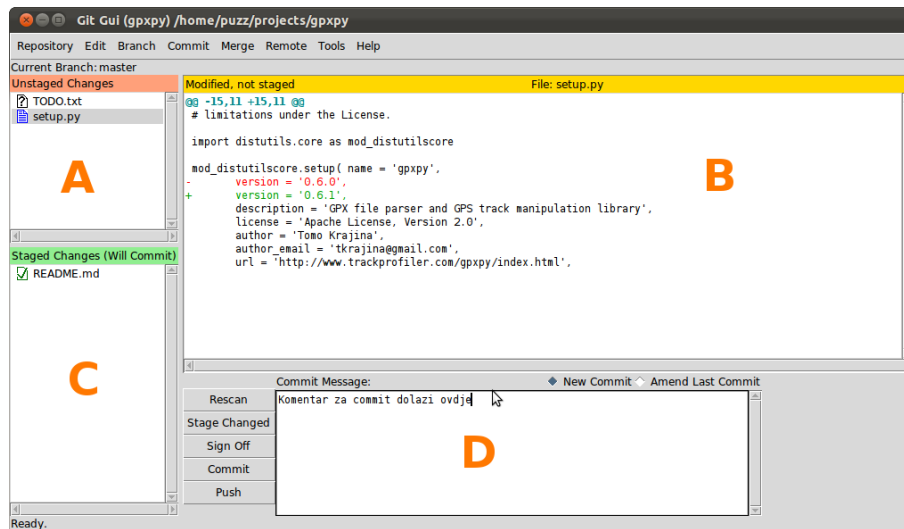 Git Gui (gpxpy) /home/puzz/projects/gpxpy
Repository Edit Branch Commit Merge Remote Tools Help
Current Branch: master
Unstaged Changes
TODO.txt
setup.py
A
Modified, not staged File: setup.py
@@ -15,11 +15,11 @@
# limitations under the License.
import distutils.core as mod_distutilscore
mod_distutilscore.setup( name = 'gpxpy',
- version = '0.6.0',
+ version = '0.6.1',
description = 'GPX file parser and GPS track manipulation library',
license = 'Apache License, Version 2.0',
author = 'Tomo Krajina',
author_email = 'tkrajina@gmail.com',
url = 'http://www.trackprofiler.com/gpxpy/index.html',
B
Staged Changes (Will Commit)
README.md
C
Commit Message: New Commit Amend Last Commit
Rescan
Stage Changed
Sign Off
Commit
Push
Komentar za commit dolazi ovdje
D
Ready.